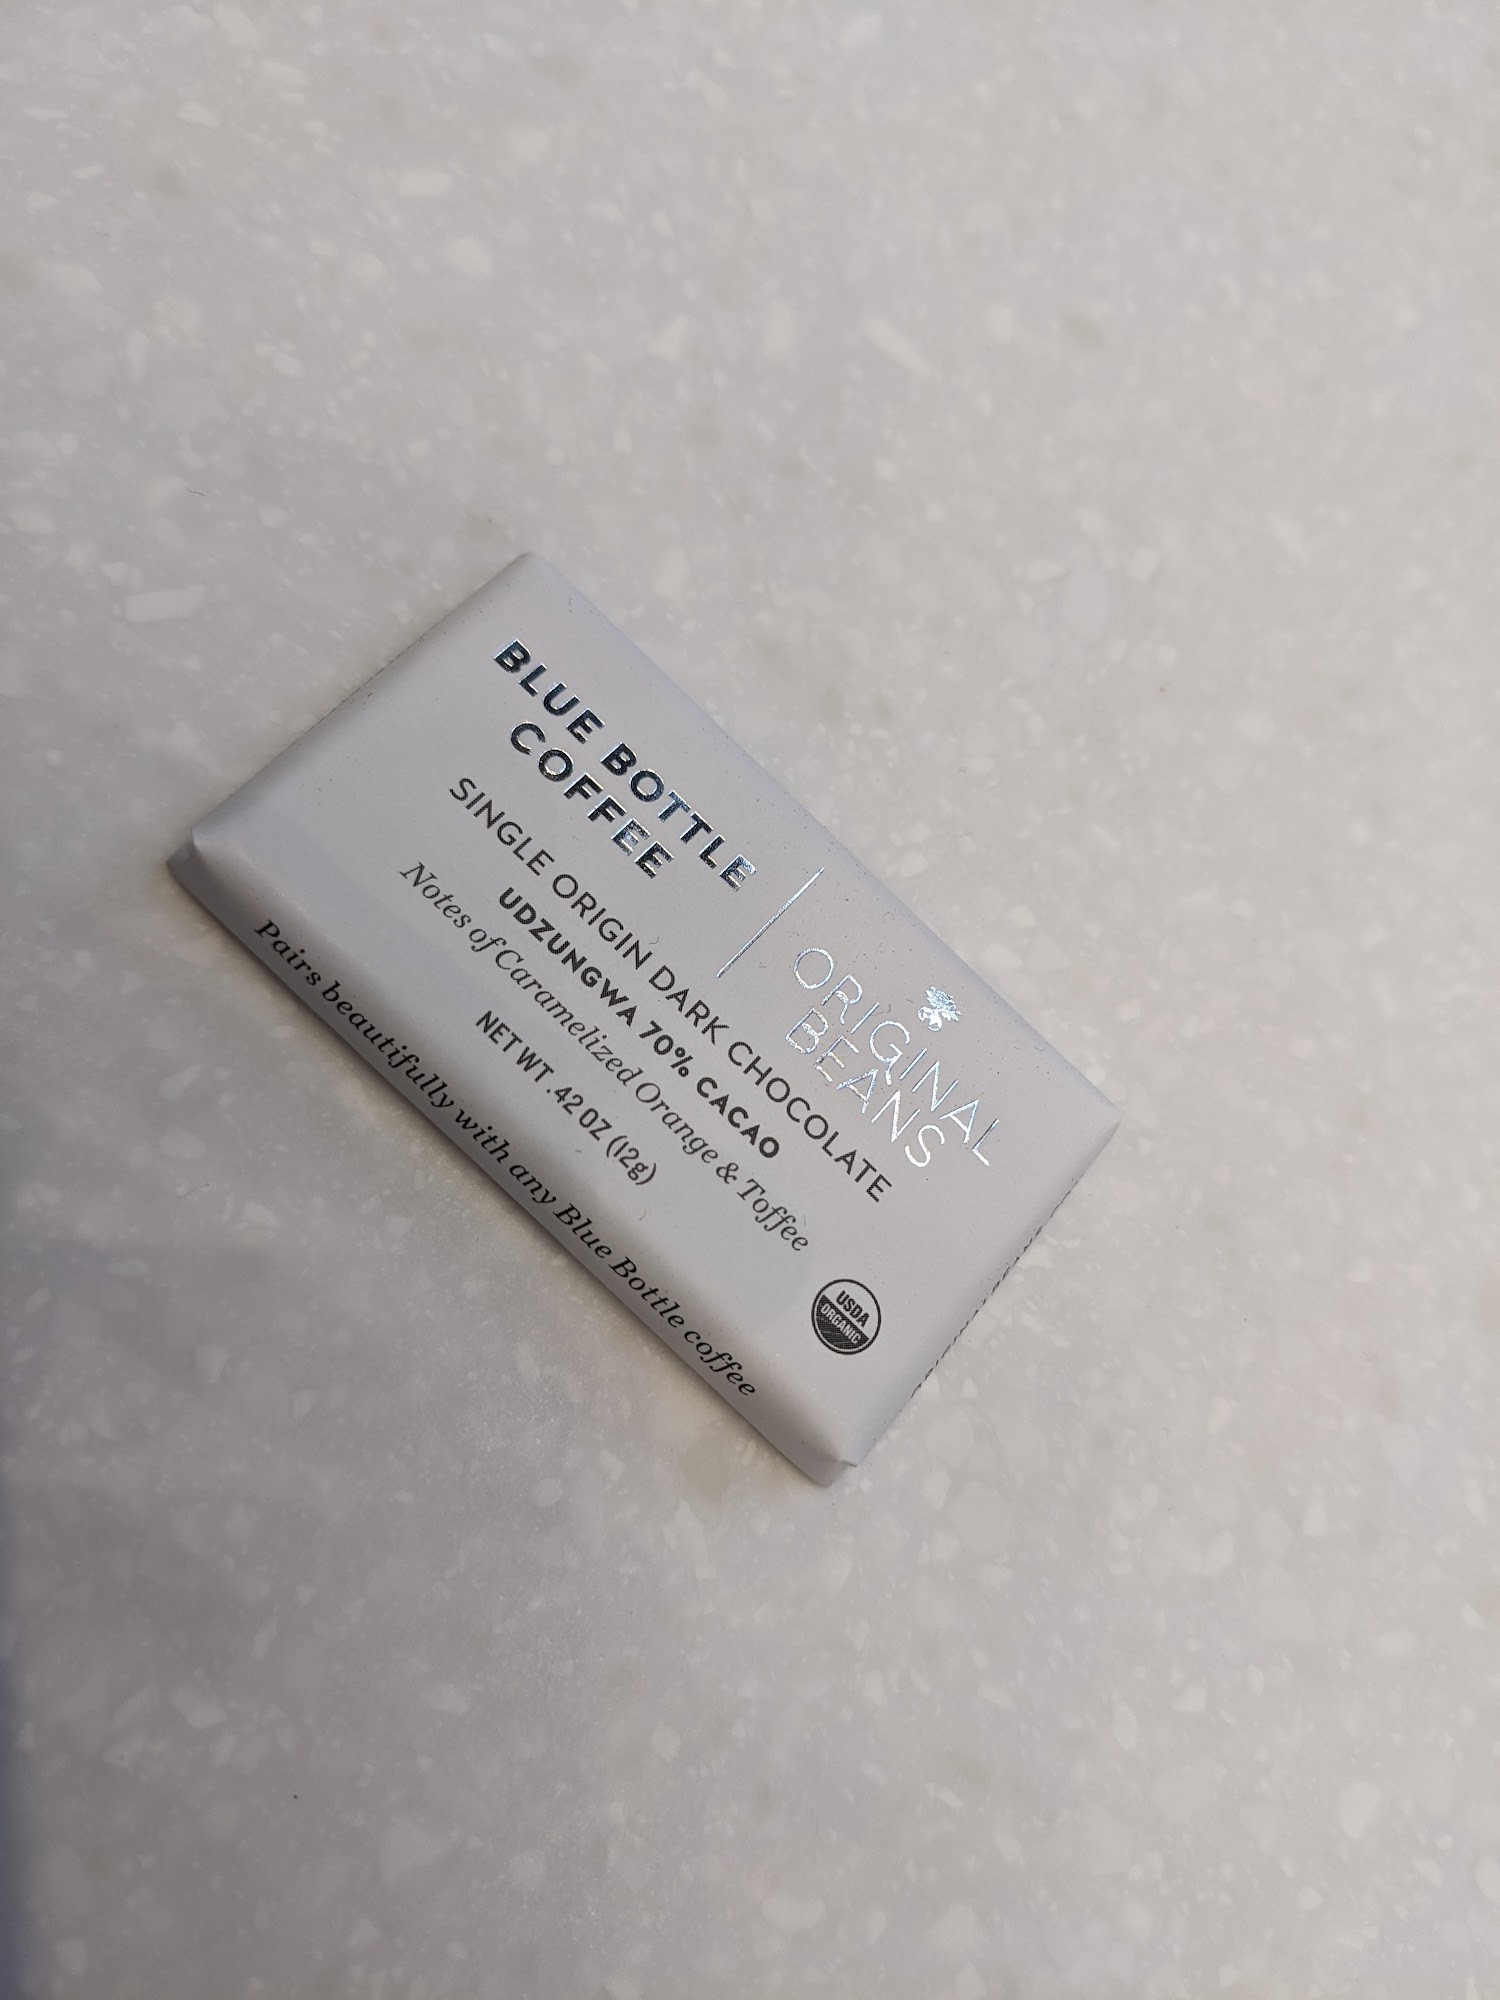 BLUE BOTTLE
COFFEE
ORIGINAL
BEANS
SINGLE ORIGIN DARK CHOCOLATE
UDZUNGWA 70% CACAO
Notes of Caramelized Orange & Toffee
NET WT .42 OZ (12g)
USDA
ORGANIC
Pairs beautifully with any Blue Bottle coffee